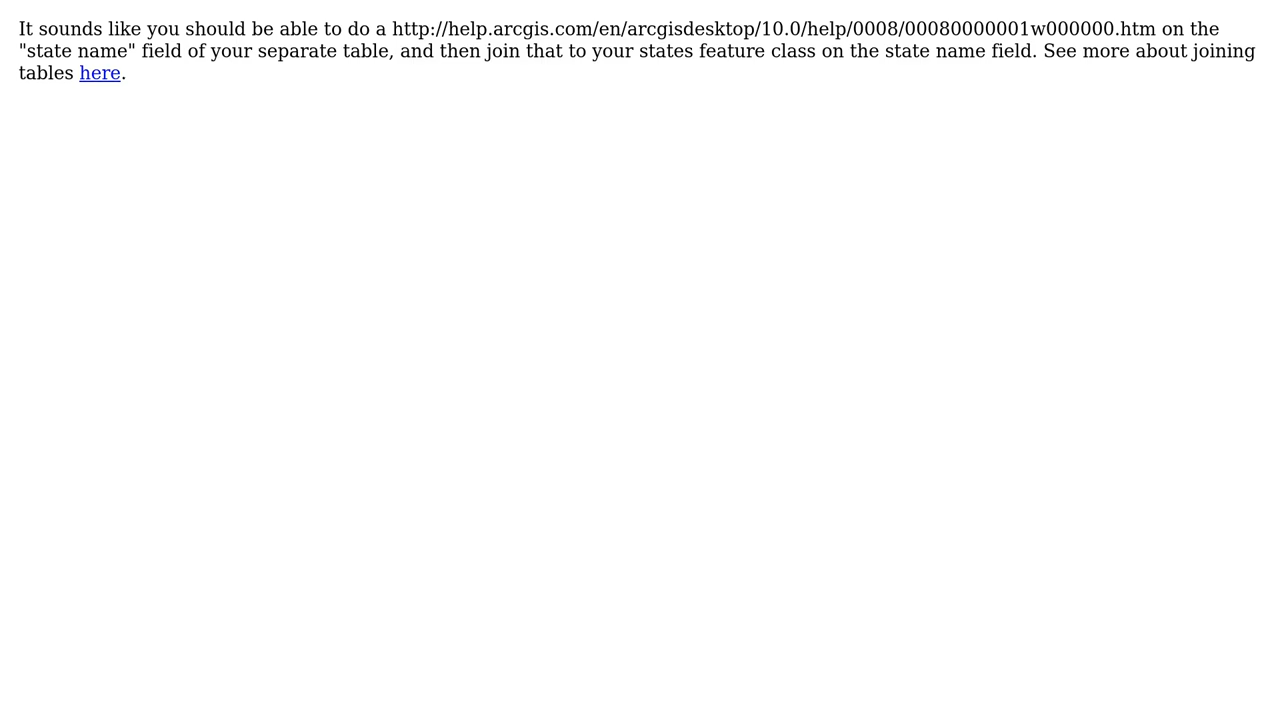 It sounds like you should be able to do a http://help.arcgis.com/en/arcgisdesktop/10.0/help/0008/00080000001w000000.htm on the
"state name" field of your separate table, and then join that to your states feature class on the state name field. See more about joining
tables here.